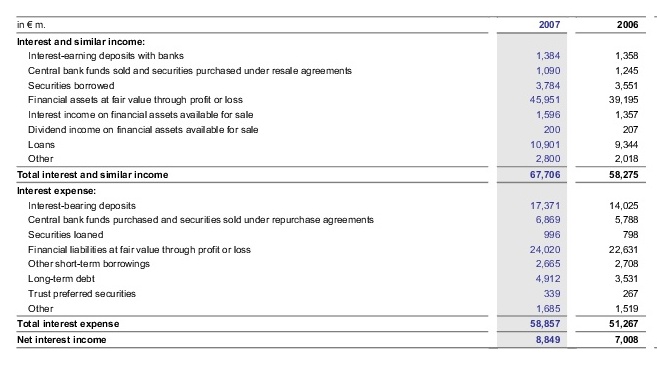 in € m. 2007 2006
Interest and similar income:
Interest-earning deposits with banks 1,384 1,358
Central bank funds sold and securities purchased under resale agreements 1,090 1,245
Securities borrowed 3,784 3,551
Financial assets at fair value through profit or loss 45,951 39,195
Interest income on financial assets available for sale 1,596 1,357
Dividend income on financial assets available for sale 200 207
Loans 10,901 9,344
Other 2,800 2,018
Total interest and similar income 67,706 58,275
Interest expense:
Interest-bearing deposits 17,371 14,025
Central bank funds purchased and securities sold under repurchase agreements 6,869 5,788
Securities loaned 996 798
Financial liabilities at fair value through profit or loss 24,020 22,631
Other short-term borrowings 2,665 2,708
Long-term debt 4,912 3,531
Trust preferred securities 339 267
Other 1,685 1,519
Total interest expense 58,857 51,267
Net interest income 8,849 7,008